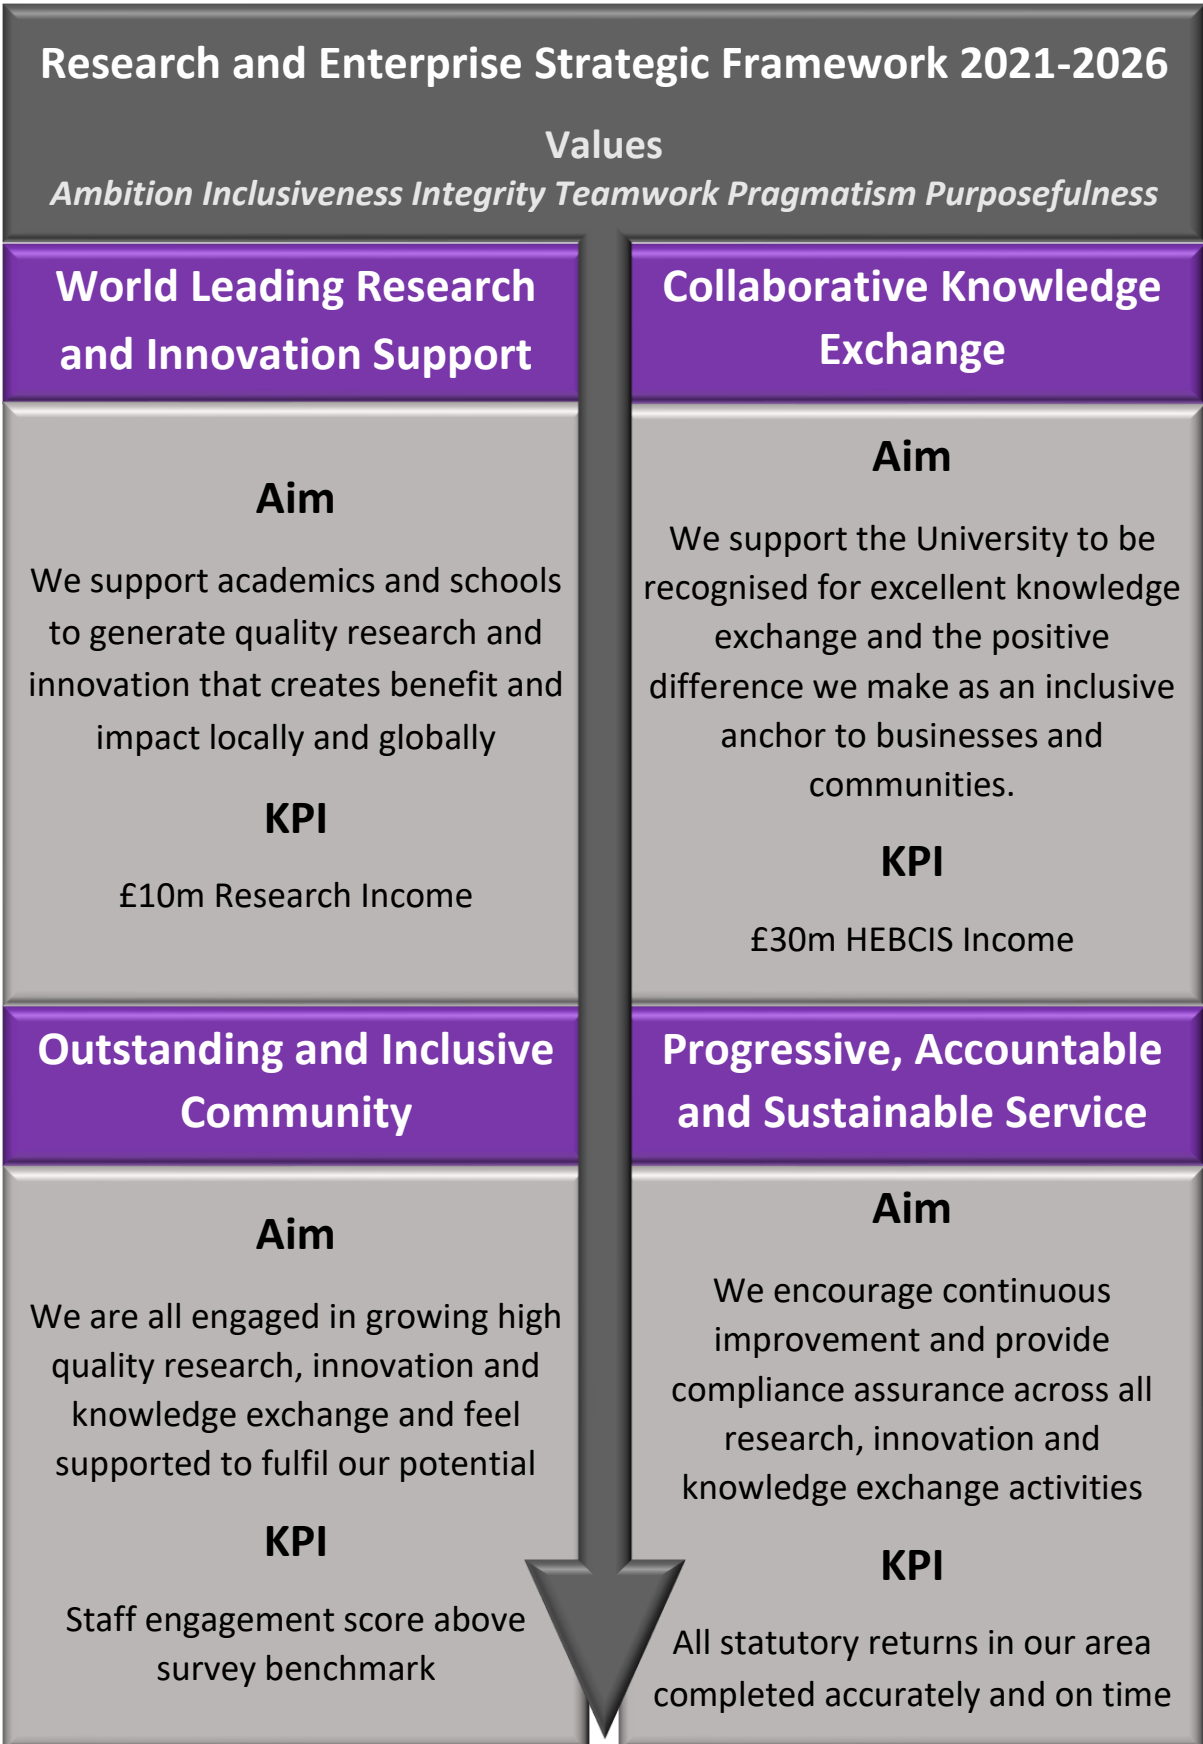 Research and Enterprise Strategic Framework 2021-2026
Values
Ambition Inclusiveness Integrity Teamwork Pragmatism Purposefulness
World Leading Research
and Innovation Support
Aim
We support academics and schools
to generate quality research and
innovation that creates benefit and
impact locally and globally
KPI
£10m Research Income
Collaborative Knowledge
Exchange
Aim
We support the University to be
recognised for excellent knowledge
exchange and the positive
difference we make as an inclusive
anchor to businesses and
communities.
KPI
£30m HEBCIS Income
Outstanding and Inclusive
Community
Aim
We are all engaged in growing high
quality research, innovation and
knowledge exchange and feel
supported to fulfil our potential
KPI
Staff engagement score above
survey benchmark
Progressive, Accountable
and Sustainable Service
Aim
We encourage continuous
improvement and provide
compliance assurance across all
research, innovation and
knowledge exchange activities
KPI
All statutory returns in our area
completed accurately and on time